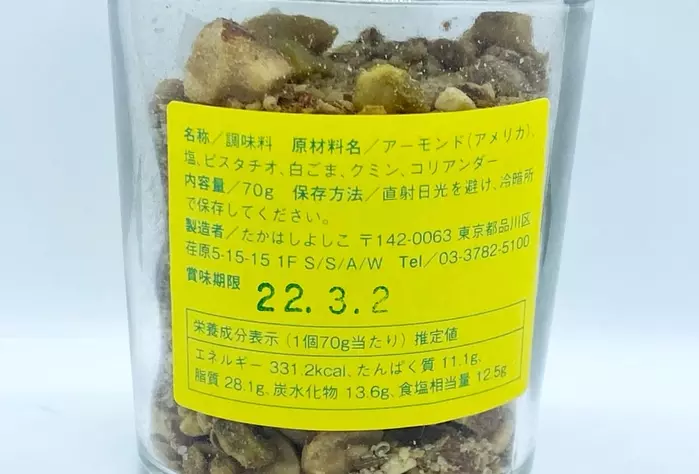 名称／調味料　原材料名／アーモンド（アメリカ）、
塩、ピスタチオ、白ごま、クミン、コリアンダー
内容量／70g　保存方法／直射日光を避け、冷暗所
で保存してください。
製造者／たかはしよしこ 〒142-0063 東京都品川区
荏原5-15-15 1F S/S/A/W　Tel／03-3782-5100
賞味期限 22.3.2
栄養成分表示（1個70g当たり）推定値
エネルギー 331.2kcal、たんぱく質 11.1g、
脂質 28.1g、炭水化物 13.6g、食塩相当量 12.5g